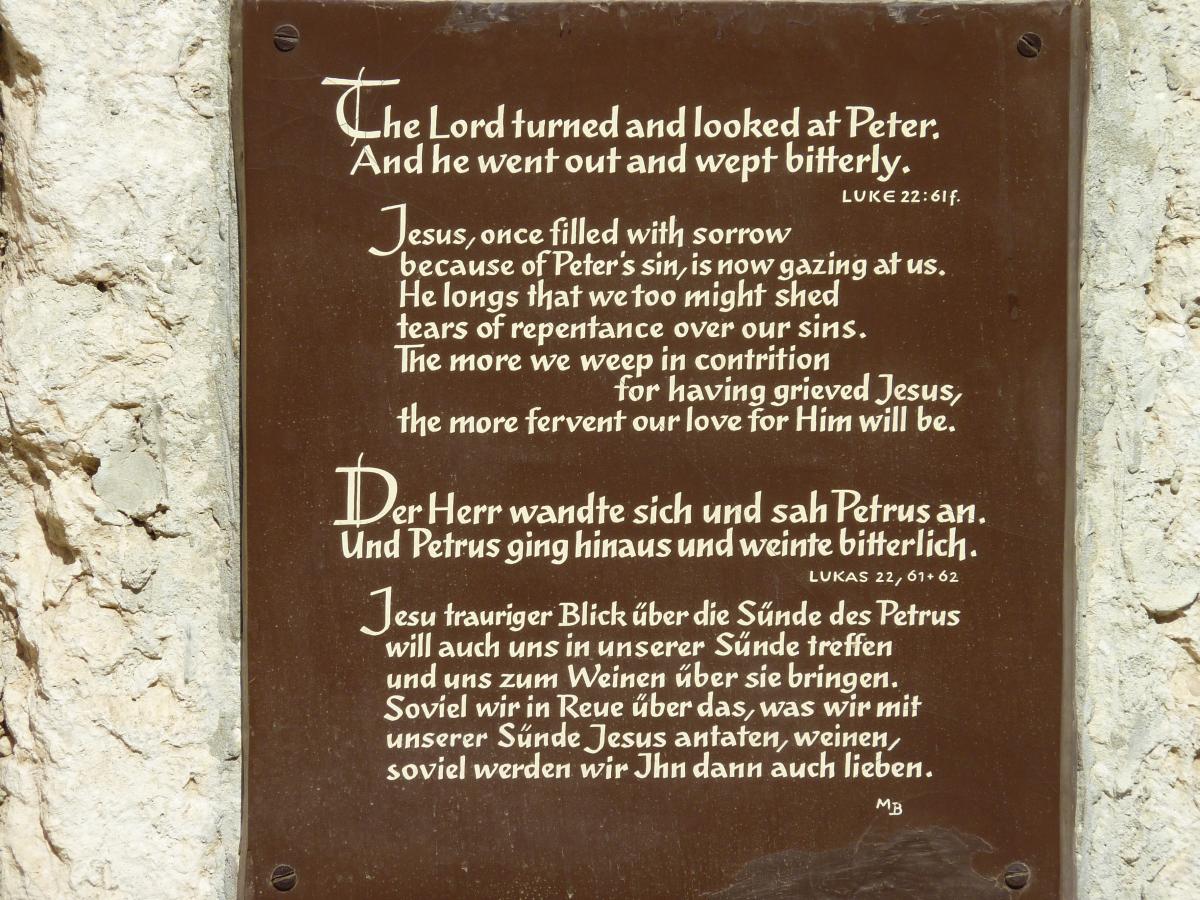 The Lord turned and looked at Peter.
And he went out and wept bitterly.
LUKE 22:61f.
Jesus, once filled with sorrow
because of Peter's sin, is now gazing at us.
He longs that we too might shed
tears of repentance over our sins.
The more we weep in contrition
for having grieved Jesus,
the more fervent our love for Him will be.
Der Herr wandte sich und sah Petrus an.
Und Petrus ging hinaus und weinte bitterlich.
LUKAS 22, 61+62
Jesu trauriger Blick über die Sünde des Petrus
will auch uns in unserer Sünde treffen
und uns zum Weinen über sie bringen.
Soviel wir in Reue über das, was wir mit
unserer Sünde Jesus antaten, weinen,
soviel werden wir Ihn dann auch lieben.
MB